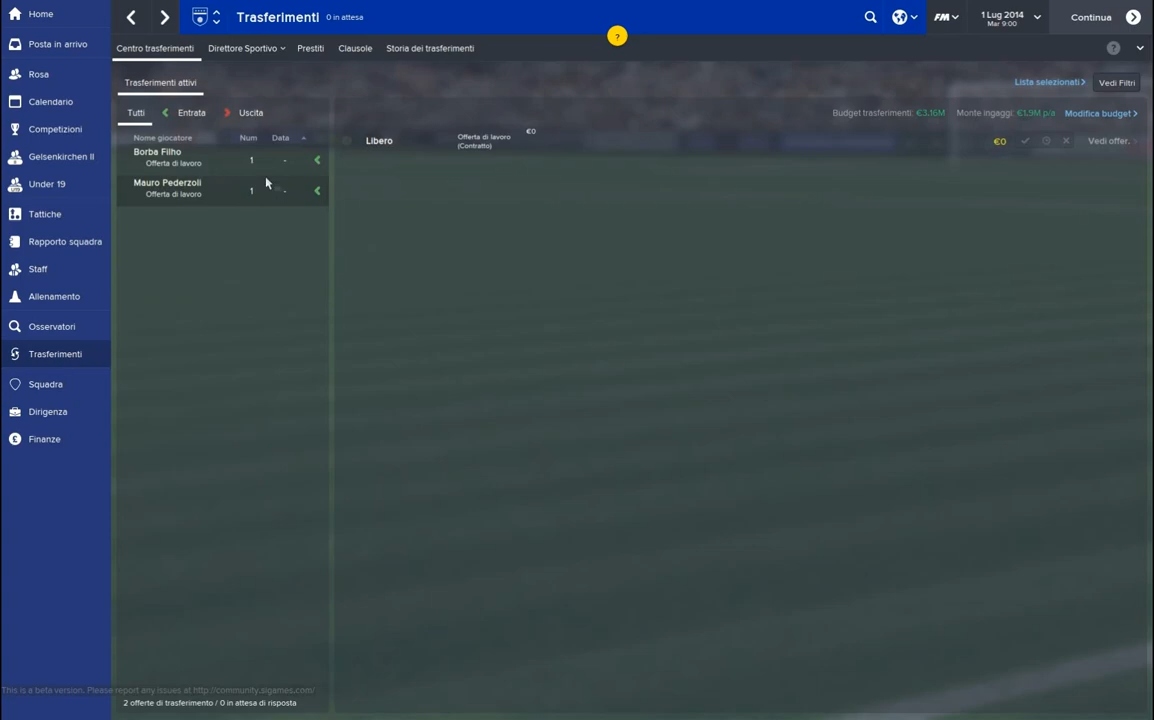 Home
Trasferimenti 0 in attesa
?
FM
1 Lug 2014
Mar 9:00
Continua
Posta in arrivo
Centro trasferimenti Direttore Sportivo Prestiti Clausole Storia dei trasferimenti
?
Rosa
Trasferimenti attivi
Lista selezionati
Vedi Filtri
Calendario
Tutti Entrata Uscita
Budget trasferimenti: €3.16M Monte ingaggi: €1.9M p/a Modifica budget
Competizioni
Nome giocatore Num Data
Libero
Offerta di lavoro
(Contratto)
€0
€0
Vedi offer.
Gelsenkirchen II
Borba Filho
Offerta di lavoro
1 -
Under 19
Mauro Pederzoli
Offerta di lavoro
1 -
Tattiche
Rapporto squadra
Staff
Allenamento
Osservatori
Trasferimenti
Squadra
Dirigenza
£ Finanze
This is a beta version. Please report any issues at http://community.sigames.com/
2 offerte di trasferimento / 0 in attesa di risposta